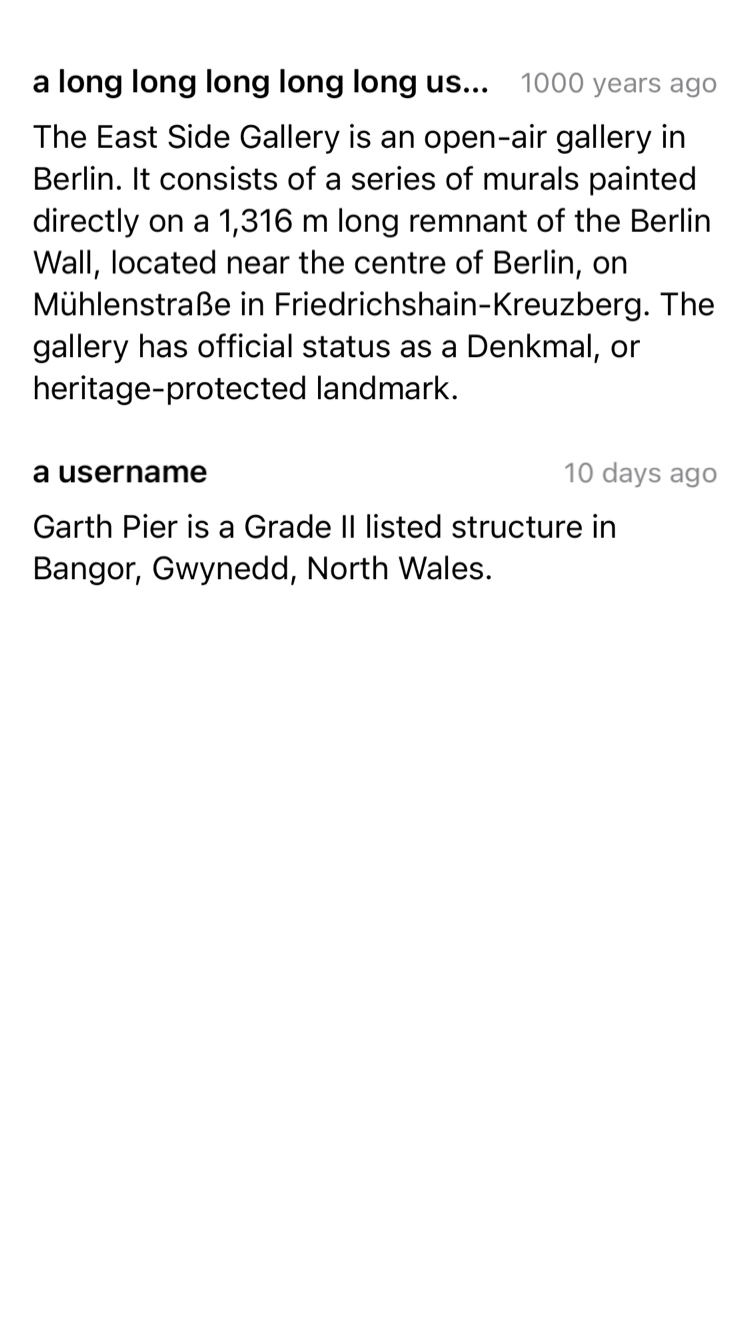 a long long long long long us... 1000 years ago
The East Side Gallery is an open-air gallery in
Berlin. It consists of a series of murals painted
directly on a 1,316 m long remnant of the Berlin
Wall, located near the centre of Berlin, on
Mühlenstraße in Friedrichshain-Kreuzberg. The
gallery has official status as a Denkmal, or
heritage-protected landmark.
a username 10 days ago
Garth Pier is a Grade II listed structure in
Bangor, Gwynedd, North Wales.